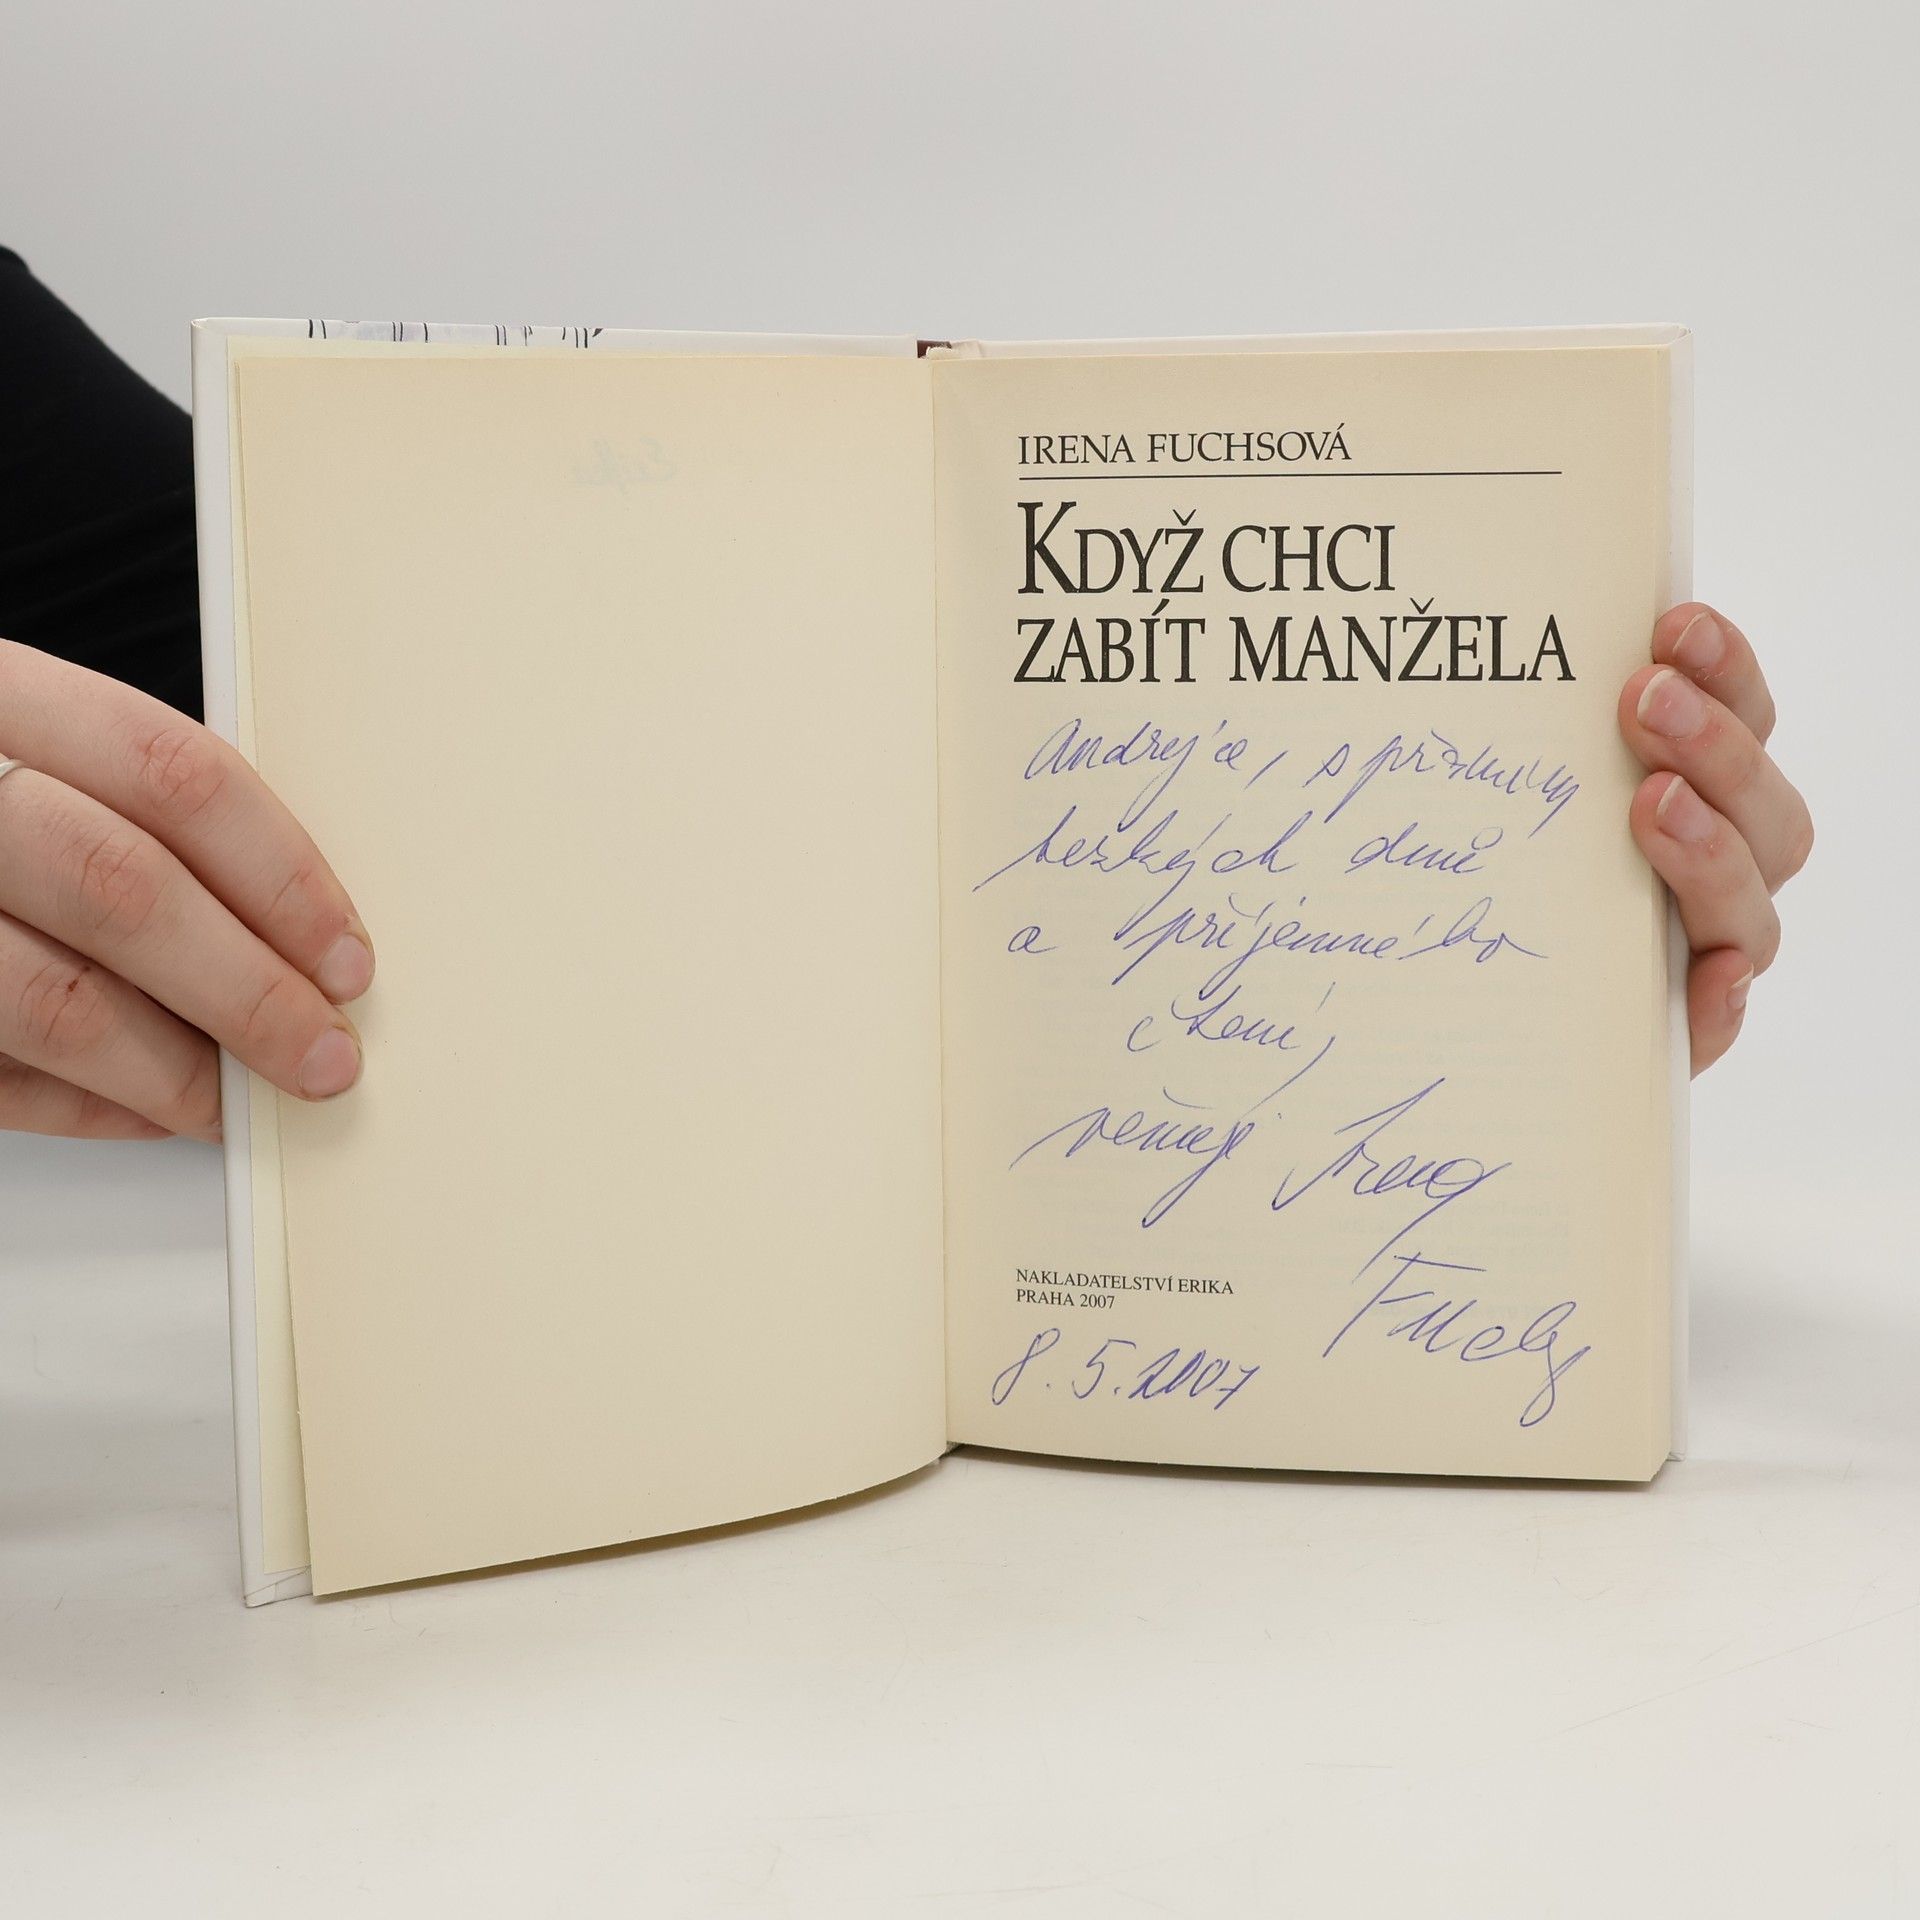 IRENA FUCHSOVÁ
KDYŽ CHCI
ZABÍT MANŽELA
Andrejce, s přáním
hezkých dnů
a příjemného
čtení,
věnuje Irena
Fuchs
NAKLADATELSTVÍ ERIKA
PRAHA 2007
8. 5. 2007